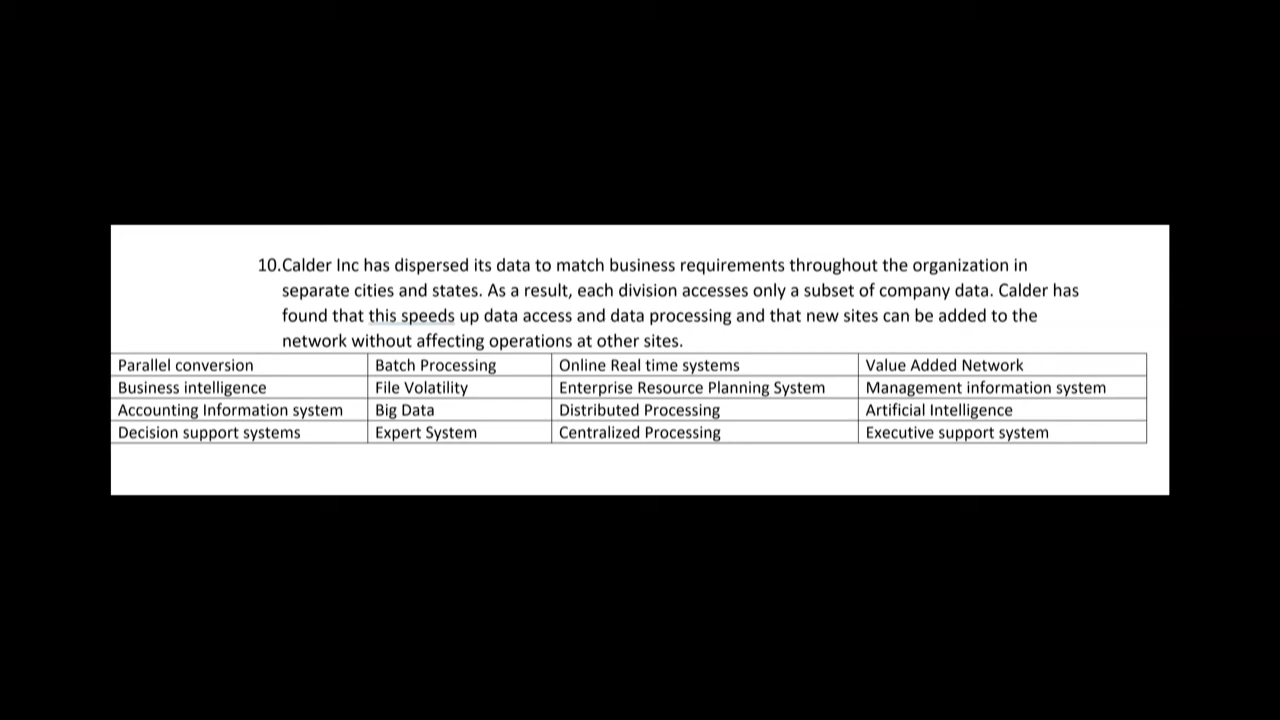 10.Calder Inc has dispersed its data to match business requirements throughout the organization in
separate cities and states. As a result, each division accesses only a subset of company data. Calder has
found that this speeds up data access and data processing and that new sites can be added to the
network without affecting operations at other sites.
Parallel conversion Batch Processing Online Real time systems Value Added Network
Business intelligence File Volatility Enterprise Resource Planning System Management information system
Accounting Information system Big Data Distributed Processing Artificial Intelligence
Decision support systems Expert System Centralized Processing Executive support system